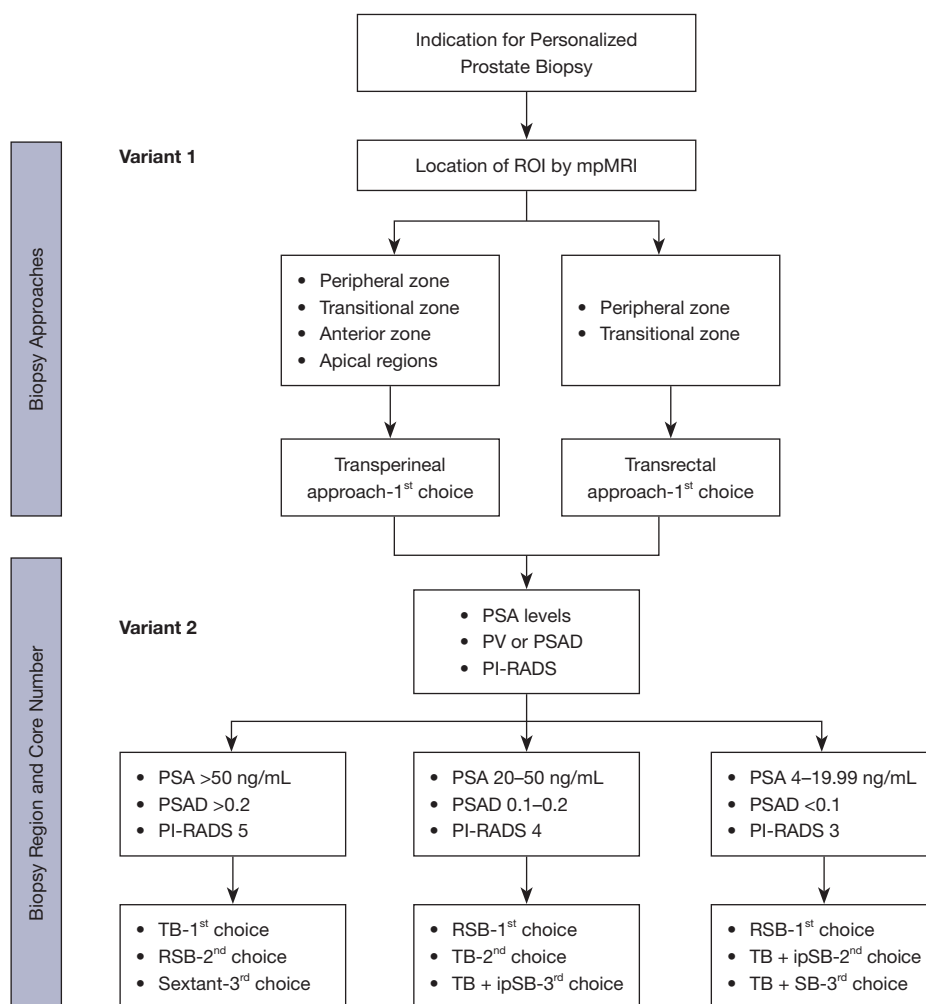 Indication for Personalized
Prostate Biopsy
Biopsy Approaches
Variant 1
Location of ROI by mpMRI
• Peripheral zone
• Transitional zone
• Anterior zone
• Apical regions
• Peripheral zone
• Transitional zone
Transperineal
approach-1st choice
Transrectal
approach-1st choice
Biopsy Region and Core Number
Variant 2
• PSA levels
• PV or PSAD
• PI-RADS
• PSA >50 ng/mL
• PSAD >0.2
• PI-RADS 5
• PSA 20–50 ng/mL
• PSAD 0.1–0.2
• PI-RADS 4
• PSA 4–19.99 ng/mL
• PSAD <0.1
• PI-RADS 3
• TB-1st choice
• RSB-2nd choice
• Sextant-3rd choice
• RSB-1st choice
• TB-2nd choice
• TB + ipSB-3rd choice
• RSB-1st choice
• TB + ipSB-2nd choice
• TB + SB-3rd choice